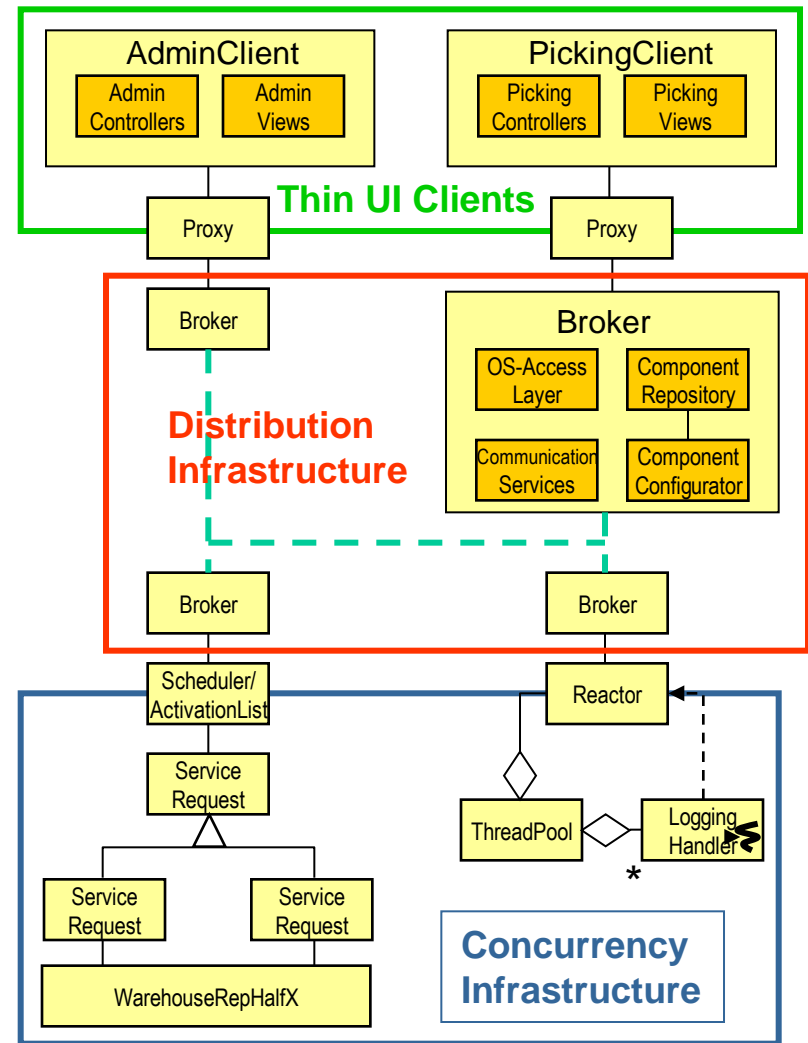 AdminClient
Admin
Controllers
Admin
Views
PickingClient
Picking
Controllers
Picking
Views
Thin UI Clients
Proxy
Proxy
Broker
Broker
OS-Access
Layer
Component
Repository
Communication
Services
Component
Configurator
Distribution
Infrastructure
Broker
Broker
Scheduler/
ActivationList
Reactor
Service
Request
ThreadPool
Logging
Handler
*
Service
Request
Service
Request
WarehouseRepHalfX
Concurrency
Infrastructure